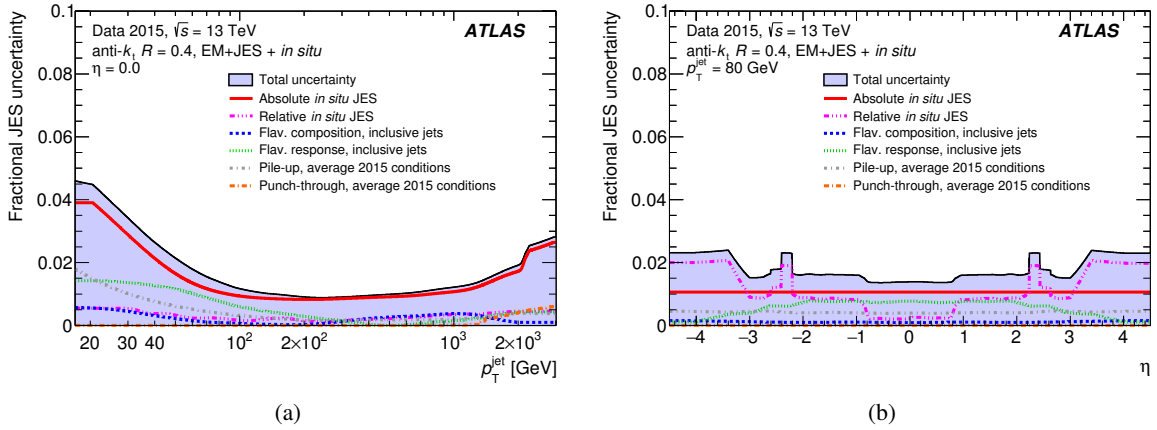 Fractional JES uncertainty
0.1
0.08
0.06
0.04
0.02
0
Data 2015, √s = 13 TeV
ATLAS
anti-kₜ R = 0.4, EM+JES + in situ
η = 0.0
Total uncertainty
Absolute in situ JES
Relative in situ JES
Flav. composition, inclusive jets
Flav. response, inclusive jets
Pile-up, average 2015 conditions
Punch-through, average 2015 conditions
20 30 40 10² 2×10² 10³ 2×10³
p_T^jet [GeV]
(a)
Fractional JES uncertainty
0.1
0.08
0.06
0.04
0.02
0
Data 2015, √s = 13 TeV
ATLAS
anti-kₜ R = 0.4, EM+JES + in situ
p_T^jet = 80 GeV
Total uncertainty
Absolute in situ JES
Relative in situ JES
Flav. composition, inclusive jets
Flav. response, inclusive jets
Pile-up, average 2015 conditions
Punch-through, average 2015 conditions
−4 −3 −2 −1 0 1 2 3 4
η
(b)